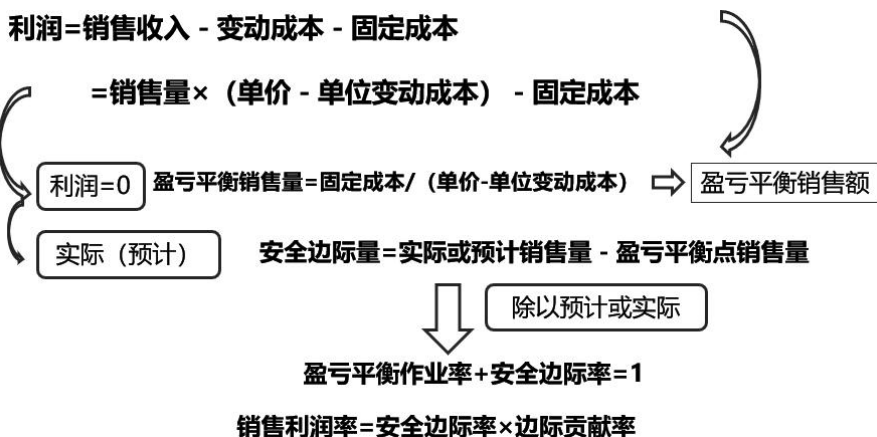 利润=销售收入 - 变动成本 - 固定成本
=销售量×（单价 - 单位变动成本） - 固定成本
利润=0 盈亏平衡销售量=固定成本/（单价-单位变动成本） 盈亏平衡销售额
实际（预计） 安全边际量=实际或预计销售量 - 盈亏平衡点销售量
除以预计或实际
盈亏平衡作业率+安全边际率=1
销售利润率=安全边际率×边际贡献率